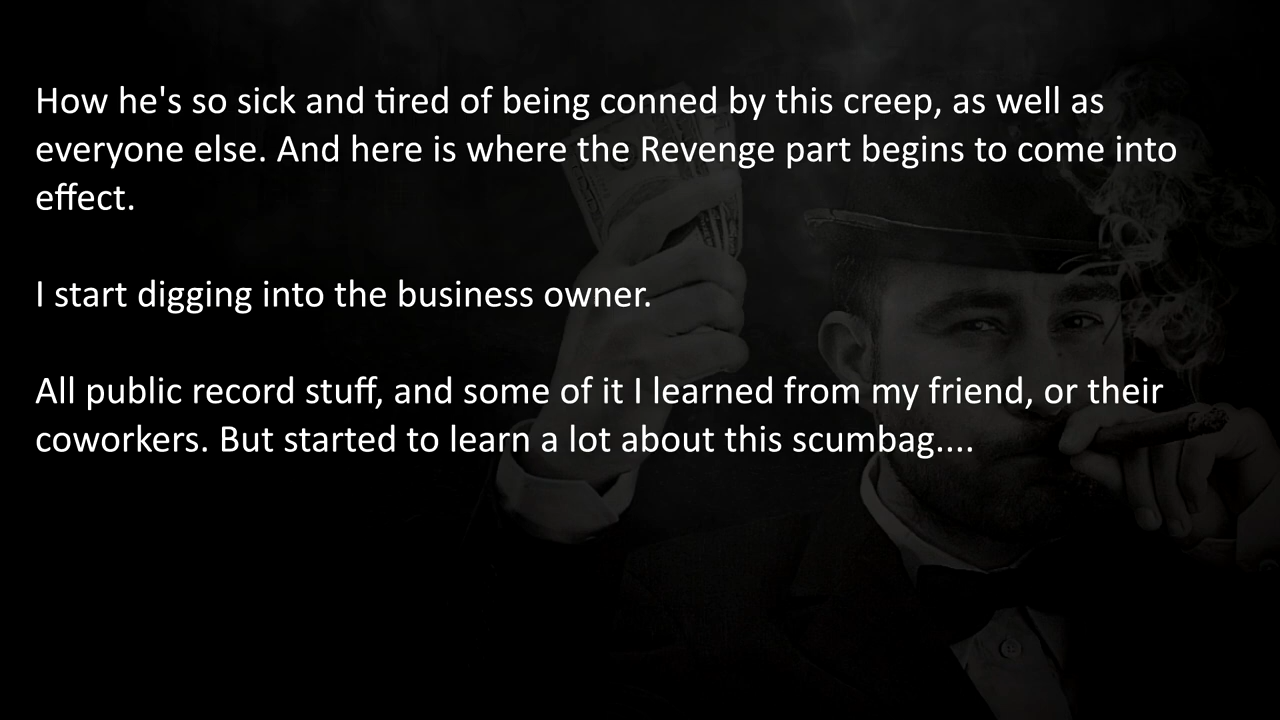 How he's so sick and tired of being conned by this creep, as well as
everyone else. And here is where the Revenge part begins to come into
effect.
I start digging into the business owner.
All public record stuff, and some of it I learned from my friend, or their
coworkers. But started to learn a lot about this scumbag....